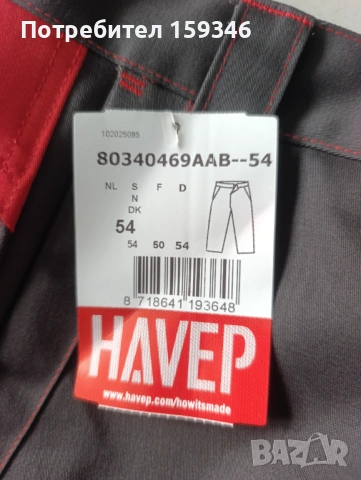 Потребител 159346
102025085
80340469AAB--54
NL S F D
N
DK
54
54 50 54
8 718641 193648
HAVEP
www.havep.com/howitsmade
BAZAR